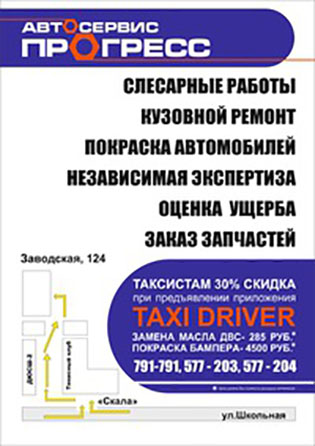 АВТОСЕРВИС
ПРОГРЕСС
СЛЕСАРНЫЕ РАБОТЫ
КУЗОВНОЙ РЕМОНТ
ПОКРАСКА АВТОМОБИЛЕЙ
НЕЗАВИСИМАЯ ЭКСПЕРТИЗА
ОЦЕНКА УЩЕРБА
ЗАКАЗ ЗАПЧАСТЕЙ
Заводская, 124
ТАКСИСТАМ 30% СКИДКА
при предъявлении приложения
TAXI DRIVER
ЗАМЕНА МАСЛА ДВС- 285 РУБ.*
ПОКРАСКА БАМПЕРА- 4500 РУБ.*
791-791, 577 - 203, 577 - 204
Теннисный клуб
«Скала»
ул.Школьная